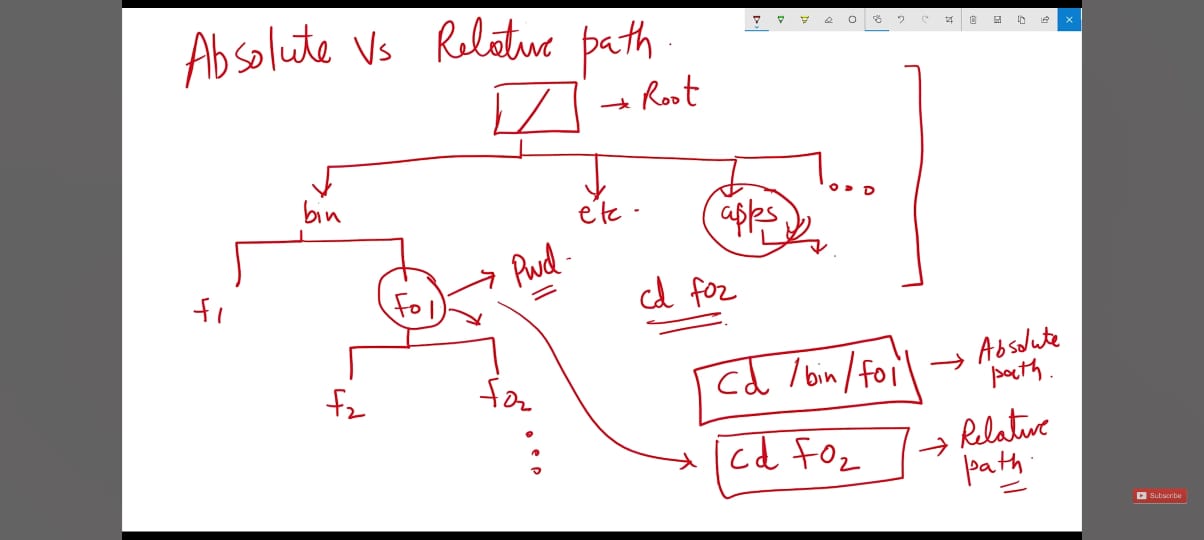 Absolute Vs Relative path.
/ → Root
bin
etc.
apps
f1
fo1
Pwd.
cd fo2
f2
fo2
cd /bin/fo1 → Absolute path.
cd fo2 → Relative path
Subscribe